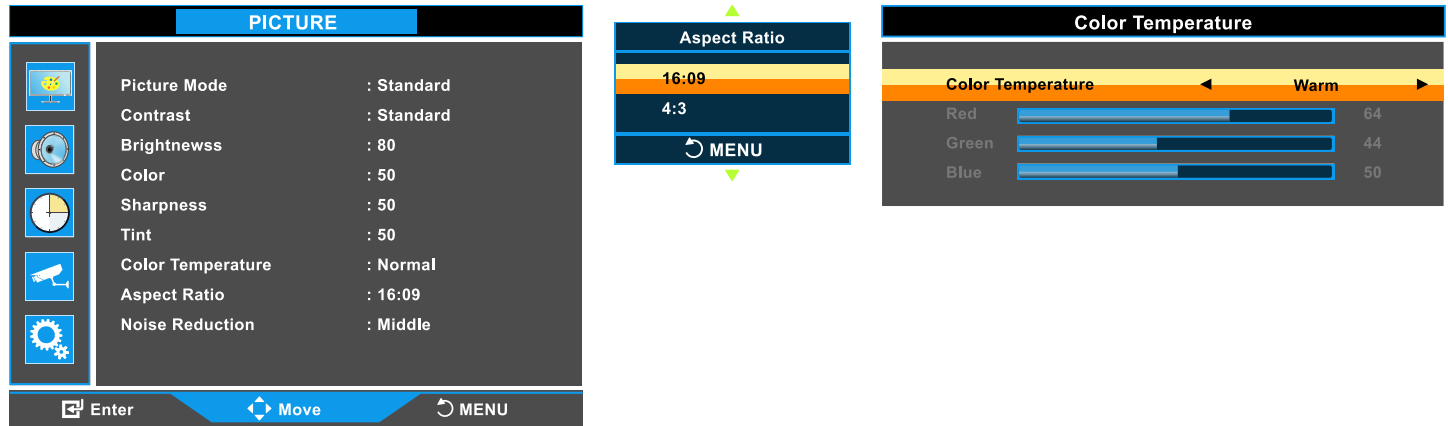 PICTURE
Picture Mode : Standard
Contrast : Standard
Brightnewss : 80
Color : 50
Sharpness : 50
Tint : 50
Color Temperature : Normal
Aspect Ratio : 16:09
Noise Reduction : Middle
Enter Move MENU
Aspect Ratio
16:09
4:3
MENU
Color Temperature
Color Temperature Warm
Red 64
Green 44
Blue 50